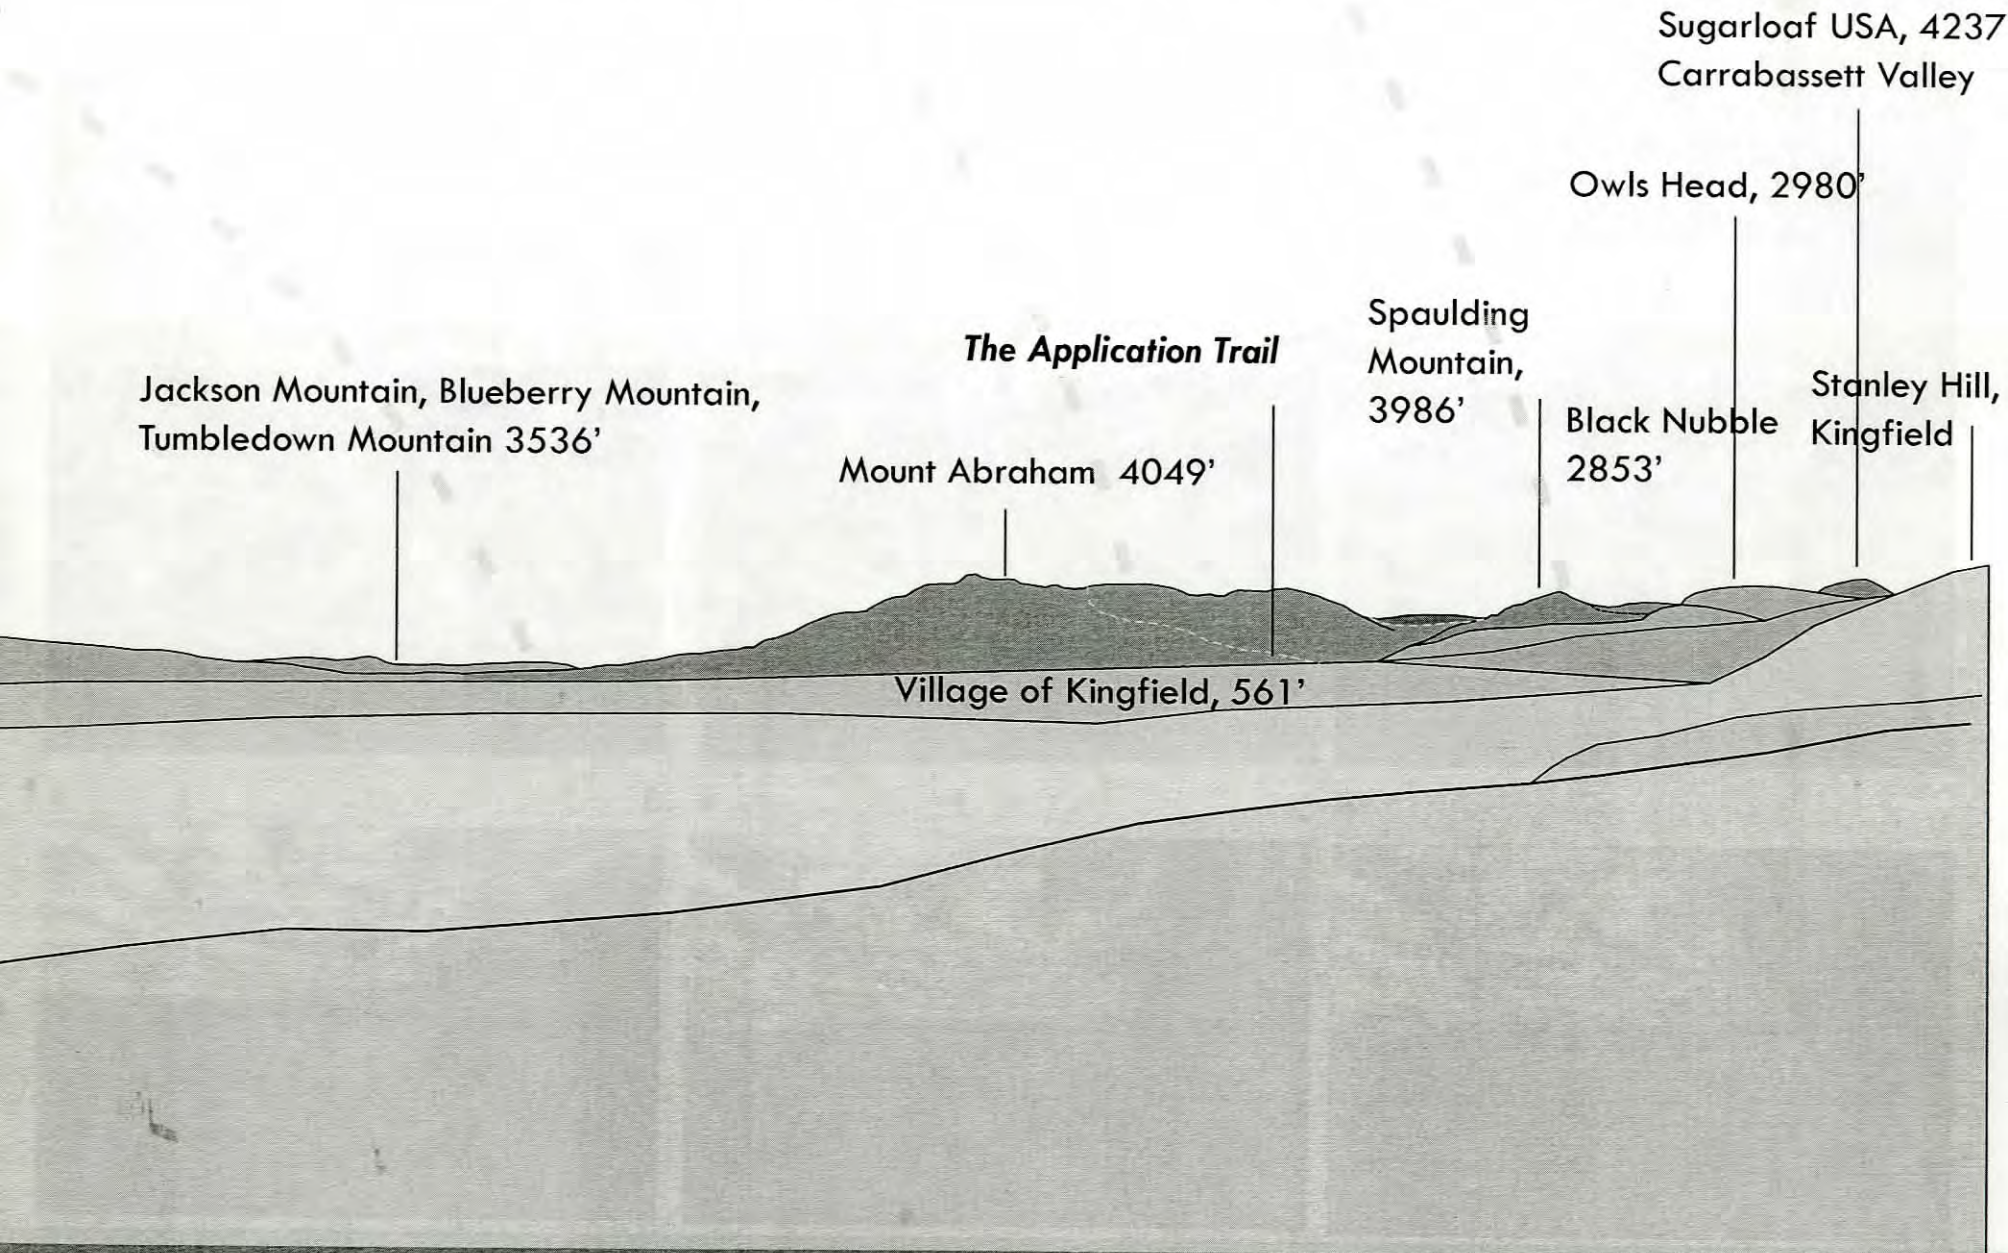 Sugarloaf USA, 4237
Carrabassett Valley
Owls Head, 2980’
Spaulding
Mountain,
3986’
The Application Trail
Stanley Hill,
Kingfield
Jackson Mountain, Blueberry Mountain,
Tumbledown Mountain 3536’
Black Nubble
2853’
Mount Abraham 4049’
Village of Kingfield, 561’